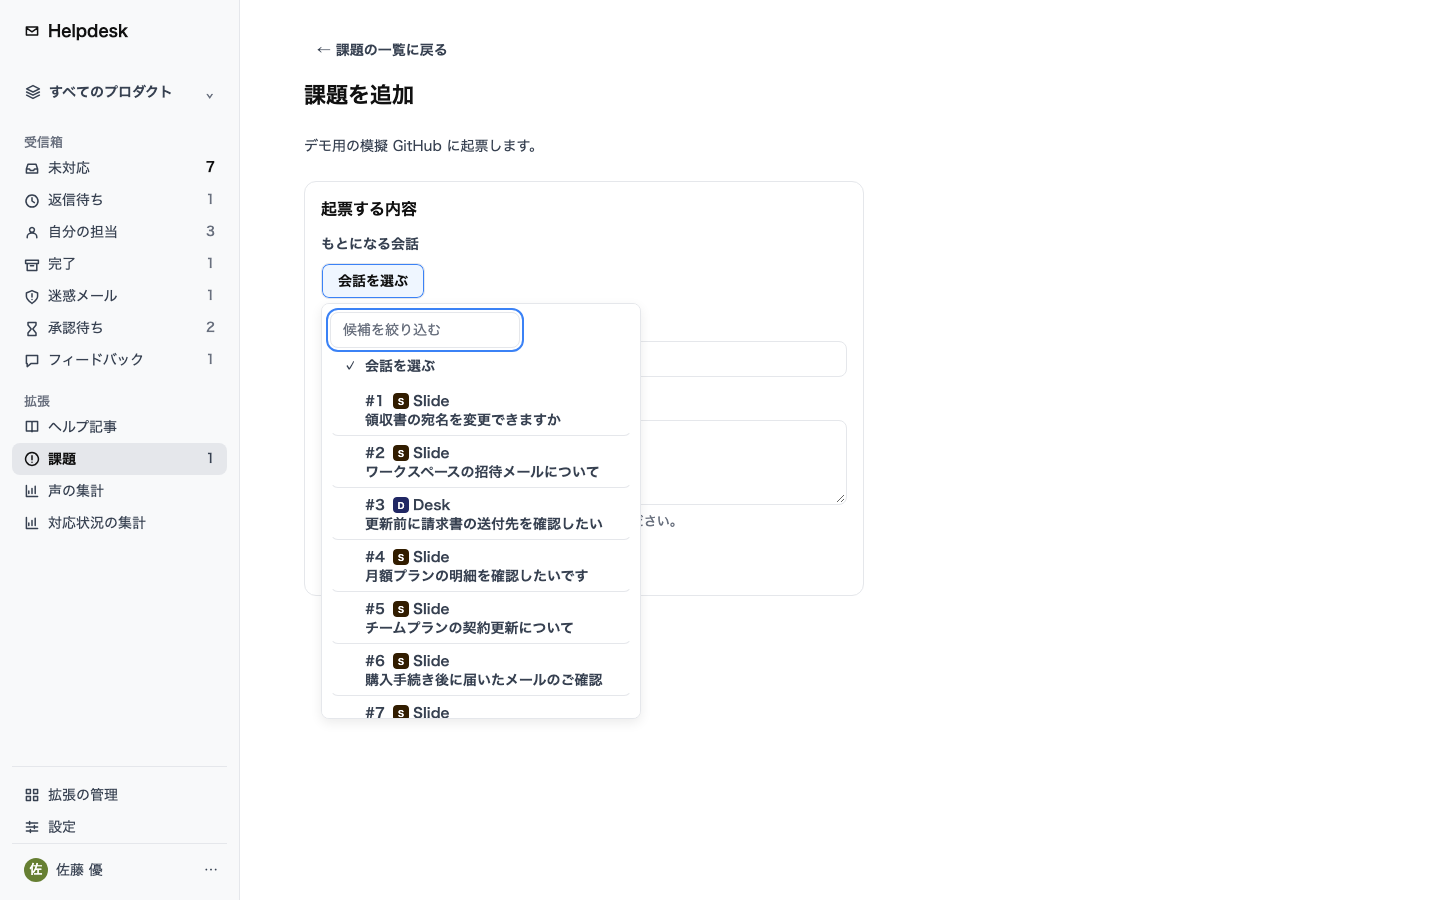 Helpdesk
すべてのプロダクト
受信箱
未対応 7
返信待ち 1
自分の担当 3
完了 1
迷惑メール 1
承認待ち 2
フィードバック 1
拡張
ヘルプ記事
課題 1
声の集計
対応状況の集計
拡張の管理
設定
佐 佐藤 優 …
← 課題の一覧に戻る
課題を追加
デモ用の模擬 GitHub に起票します。
起票する内容
もとになる会話
会話を選ぶ
候補を絞り込む
✓ 会話を選ぶ
#1 S Slide
領収書の宛名を変更できますか
#2 S Slide
ワークスペースの招待メールについて
#3 D Desk
更新前に請求書の送付先を確認したい
#4 S Slide
月額プランの明細を確認したいです
#5 S Slide
チームプランの契約更新について
#6 S Slide
購入手続き後に届いたメールのご確認
#7 S Slide
ださい。